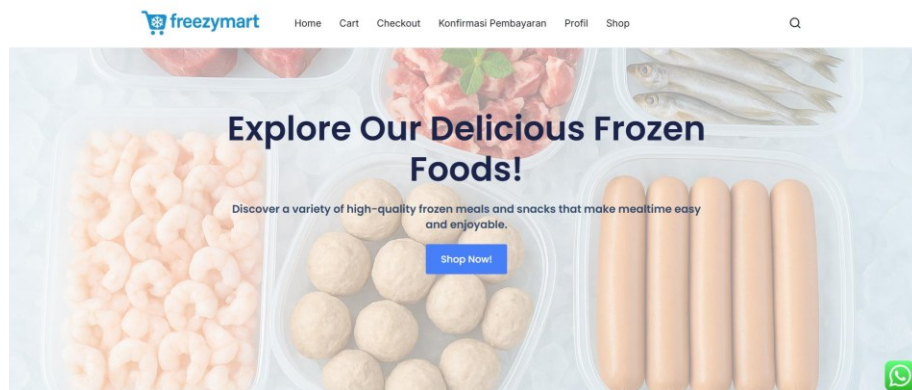 freezymart
Home Cart Checkout Konfirmasi Pembayaran Profil Shop
Explore Our Delicious Frozen
Foods!
Discover a variety of high-quality frozen meals and snacks that make mealtime easy
and enjoyable.
Shop Now!